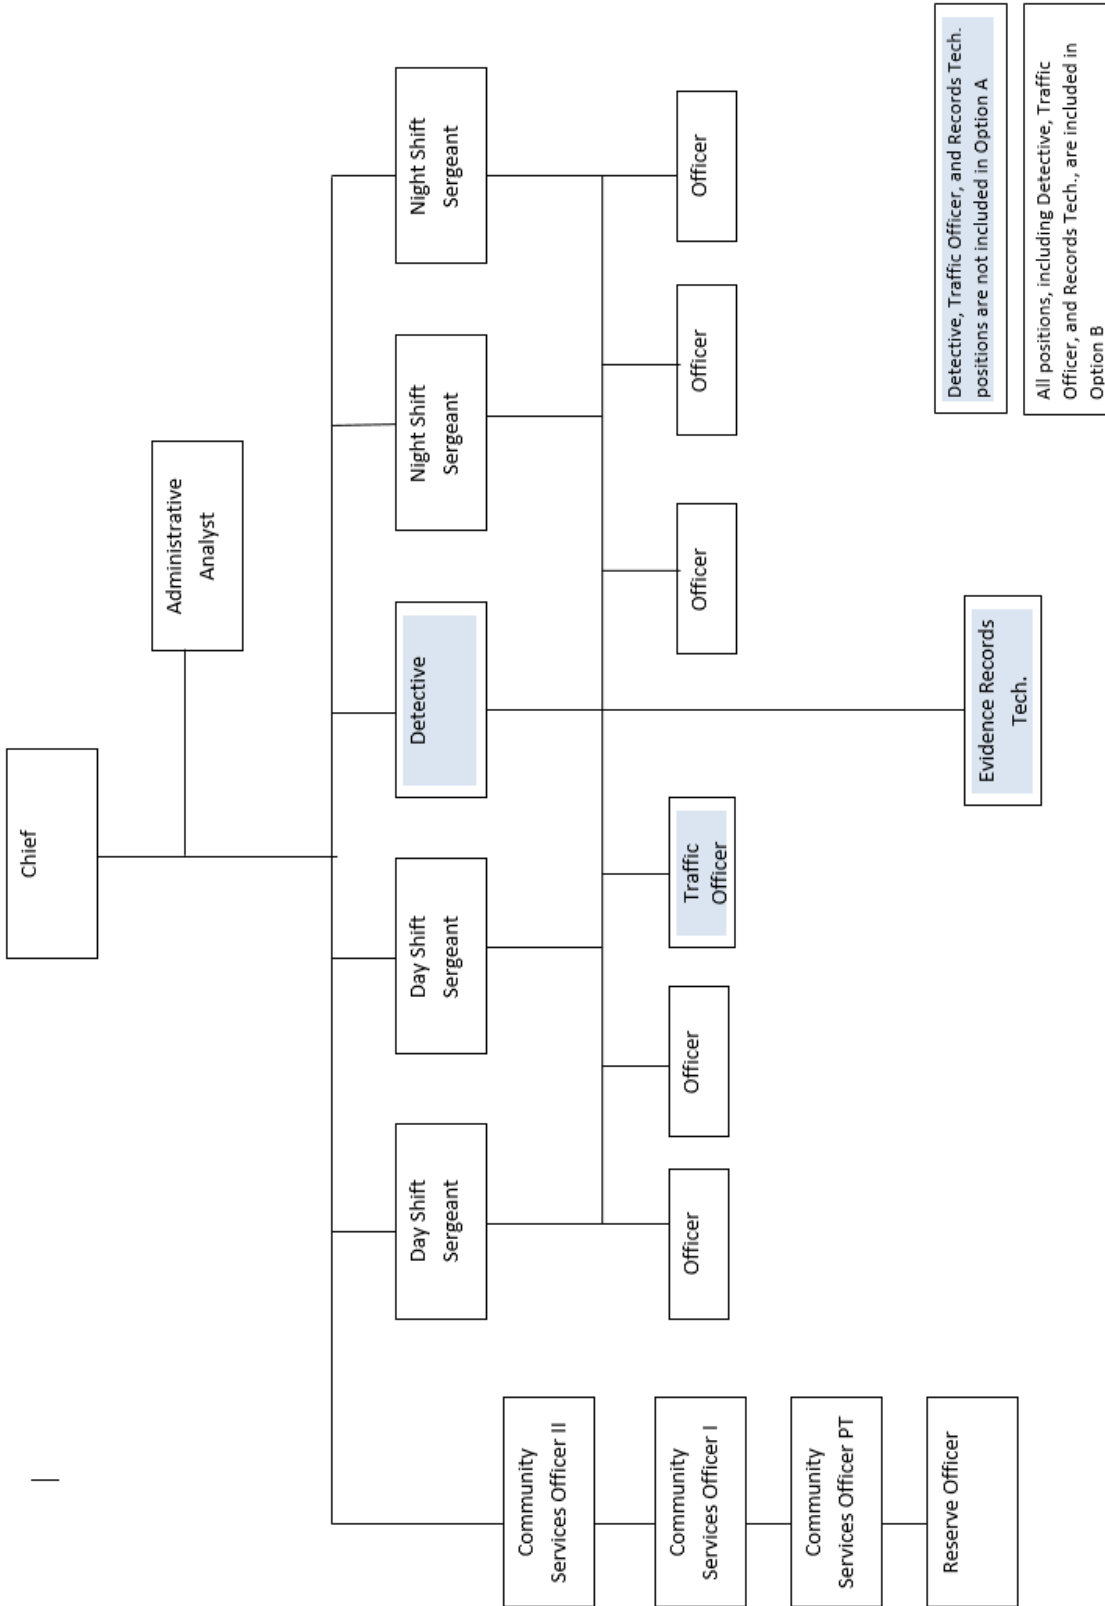 Chief
Administrative
Analyst
Day Shift
Sergeant
Day Shift
Sergeant
Detective
Night Shift
Sergeant
Night Shift
Sergeant
Community
Services Officer II
Community
Services Officer I
Community
Services Officer PT
Reserve Officer
Officer
Officer
Traffic
Officer
Officer
Officer
Officer
Evidence Records
Tech.
Detective, Traffic Officer, and Records Tech.
positions are not included in Option A
All positions, including Detective, Traffic
Officer, and Records Tech., are included in
Option B